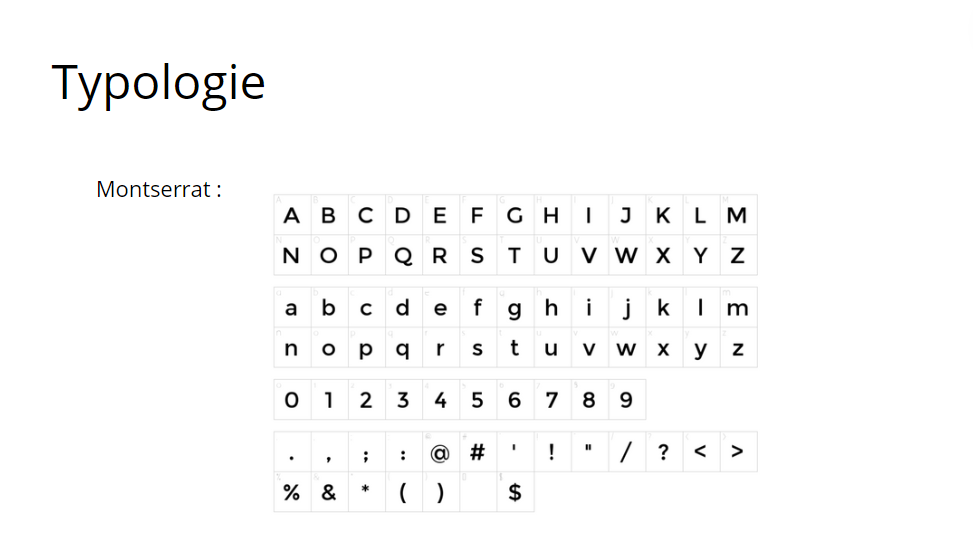 Typologie
Montserrat :
A B C D E F G H I J K L M
N O P Q R S T U V W X Y Z
a b c d e f g h i j k l m
n o p q r s t u v w x y z
0 1 2 3 4 5 6 7 8 9
. , ; : @ # ' ! " / ? < >
% & * ( ) $